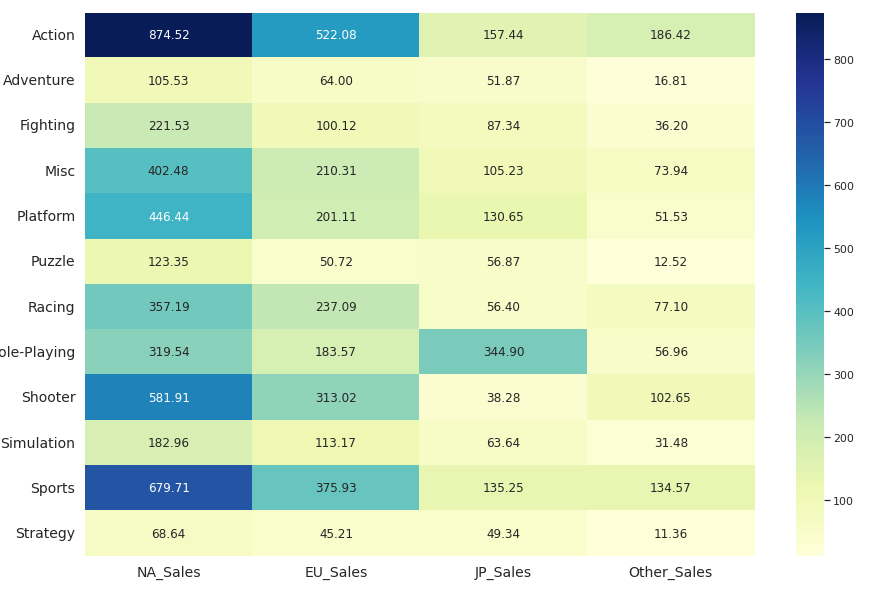 Action 874.52 522.08 157.44 186.42
Adventure 105.53 64.00 51.87 16.81
Fighting 221.53 100.12 87.34 36.20
Misc 402.48 210.31 105.23 73.94
Platform 446.44 201.11 130.65 51.53
Puzzle 123.35 50.72 56.87 12.52
Racing 357.19 237.09 56.40 77.10
ole-Playing 319.54 183.57 344.90 56.96
Shooter 581.91 313.02 38.28 102.65
Simulation 182.96 113.17 63.64 31.48
Sports 679.71 375.93 135.25 134.57
Strategy 68.64 45.21 49.34 11.36
NA_Sales EU_Sales JP_Sales Other_Sales
800
700
600
500
400
300
200
100